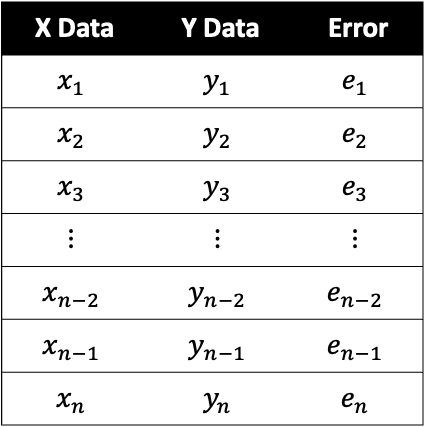 X Data Y Data Error
x₁ y₁ e₁
x₂ y₂ e₂
x₃ y₃ e₃
⋮ ⋮ ⋮
xₙ₋₂ yₙ₋₂ eₙ₋₂
xₙ₋₁ yₙ₋₁ eₙ₋₁
xₙ yₙ eₙ